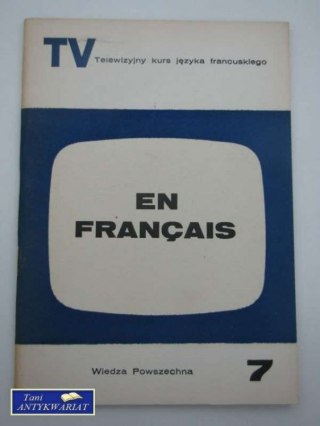 TV Telewizyjny kurs języka francuskiego
EN
FRANÇAIS
Wiedza Powszechna 7
Tani
ANTYKWARIAT